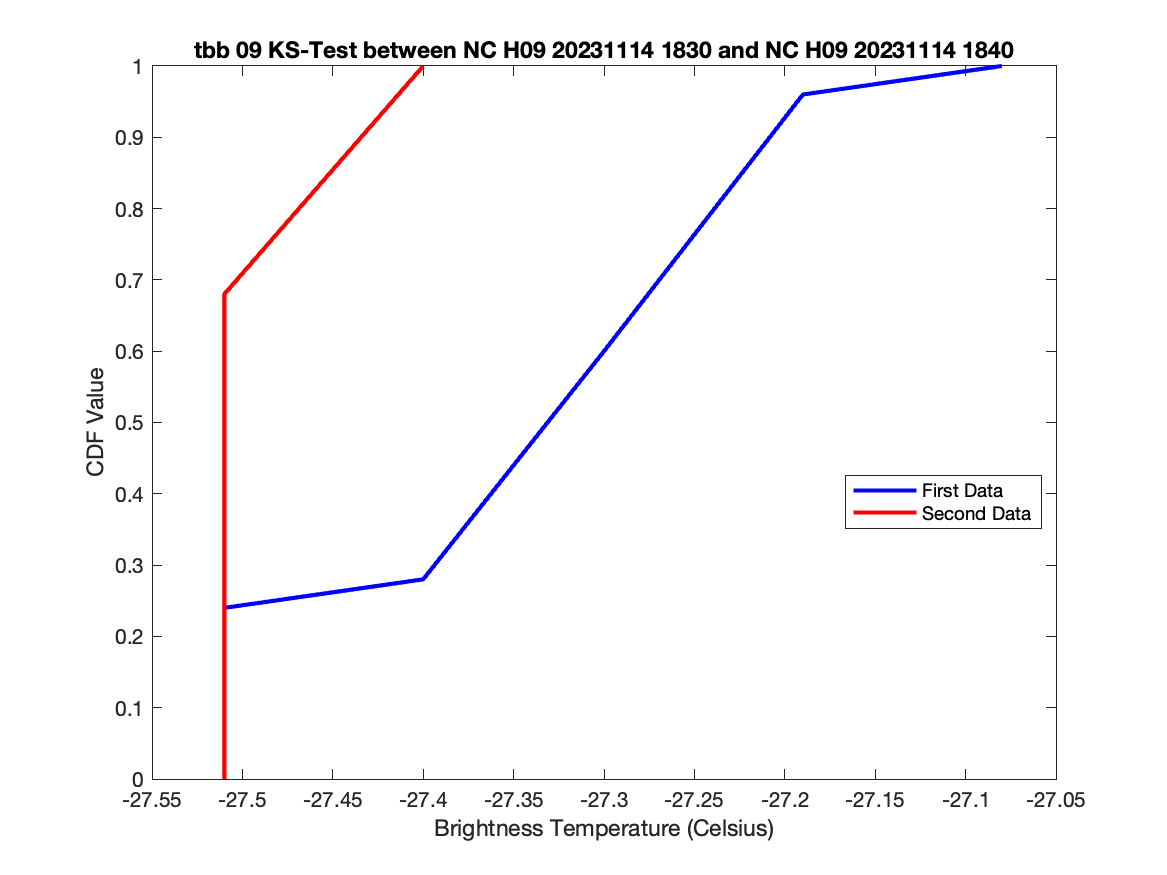 tbb 09 KS-Test between NC H09 20231114 1830 and NC H09 20231114 1840
1
0.9
0.8
0.7
0.6
0.5
0.4
0.3
0.2
0.1
0
CDF Value
First Data
Second Data
-27.55 -27.5 -27.45 -27.4 -27.35 -27.3 -27.25 -27.2 -27.15 -27.1 -27.05
Brightness Temperature (Celsius)